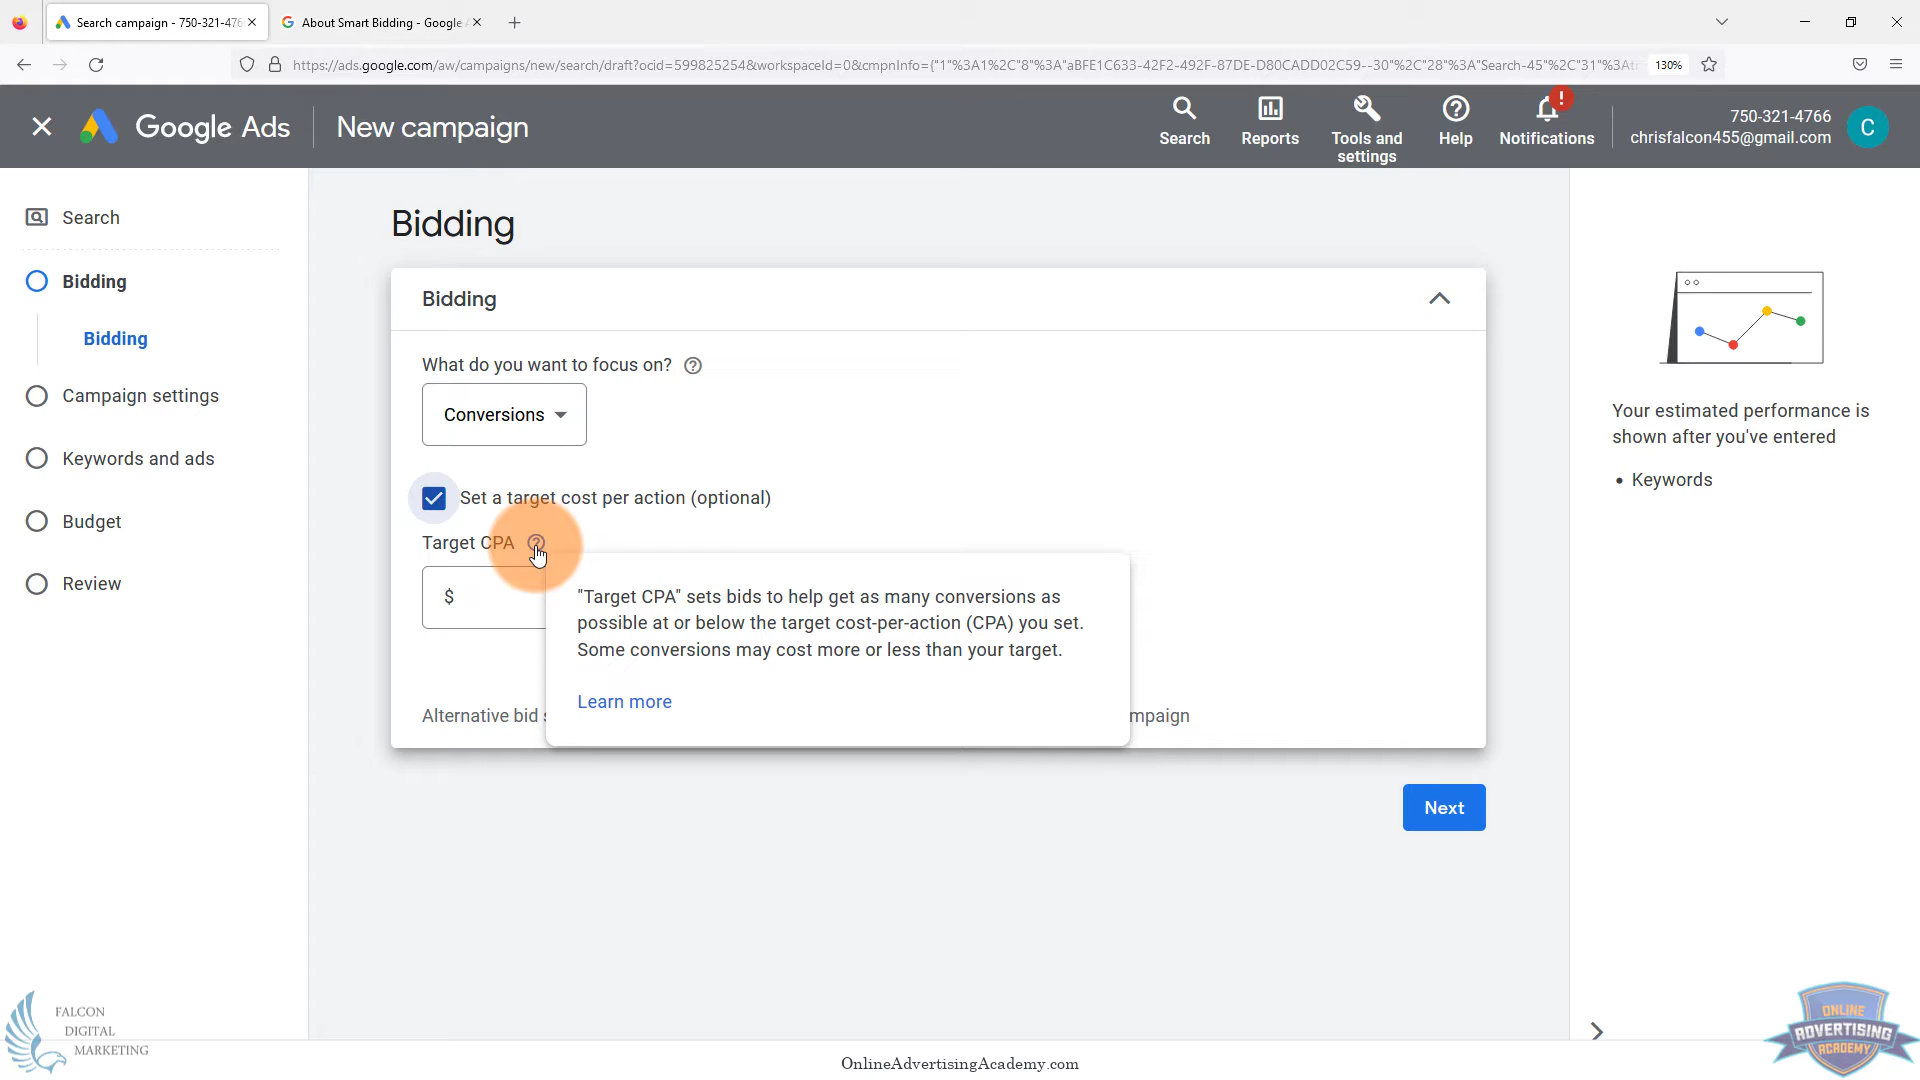 Search campaign - 750-321-476
About Smart Bidding - Google
https://ads.google.com/aw/campaigns/new/search/draft?ocid=599825254&workspaceId=0&cmpnInfo={"1"%3A1%2C"8"%3A"aBFE1C633-42F2-492F-87DE-D80CADD02C59--30"%2C"28"%3A"Search-45"%2C"31"%3A
130%
Google Ads
New campaign
Search
Reports
Tools and
settings
Help
!
Notifications
750-321-4766
chrisfalcon455@gmail.com
C
Search
Bidding
Bidding
Campaign settings
Keywords and ads
Budget
Review
Bidding
Bidding
What do you want to focus on?
Conversions
Set a target cost per action (optional)
Target CPA
$
"Target CPA" sets bids to help get as many conversions as
possible at or below the target cost-per-action (CPA) you set.
Some conversions may cost more or less than your target.
Learn more
Alternative bid
mpaign
Next
Your estimated performance is
shown after you've entered
• Keywords
FALCON
DIGITAL
MARKETING
OnlineAdvertisingAcademy.com
ONLINE
ADVERTISING
ACADEMY